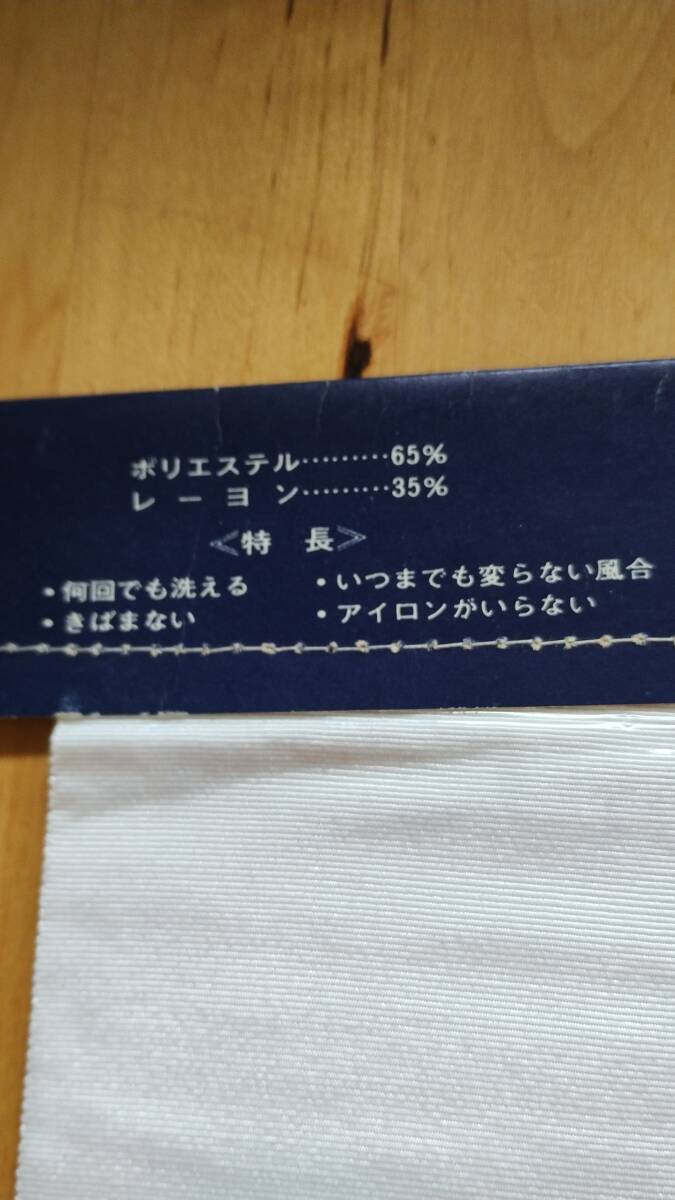 ポリエステル………65%
レーヨン………35%
<特長>
・何回でも洗える
・いつまでも変らない風合
・きばまない
・アイロンがいらない